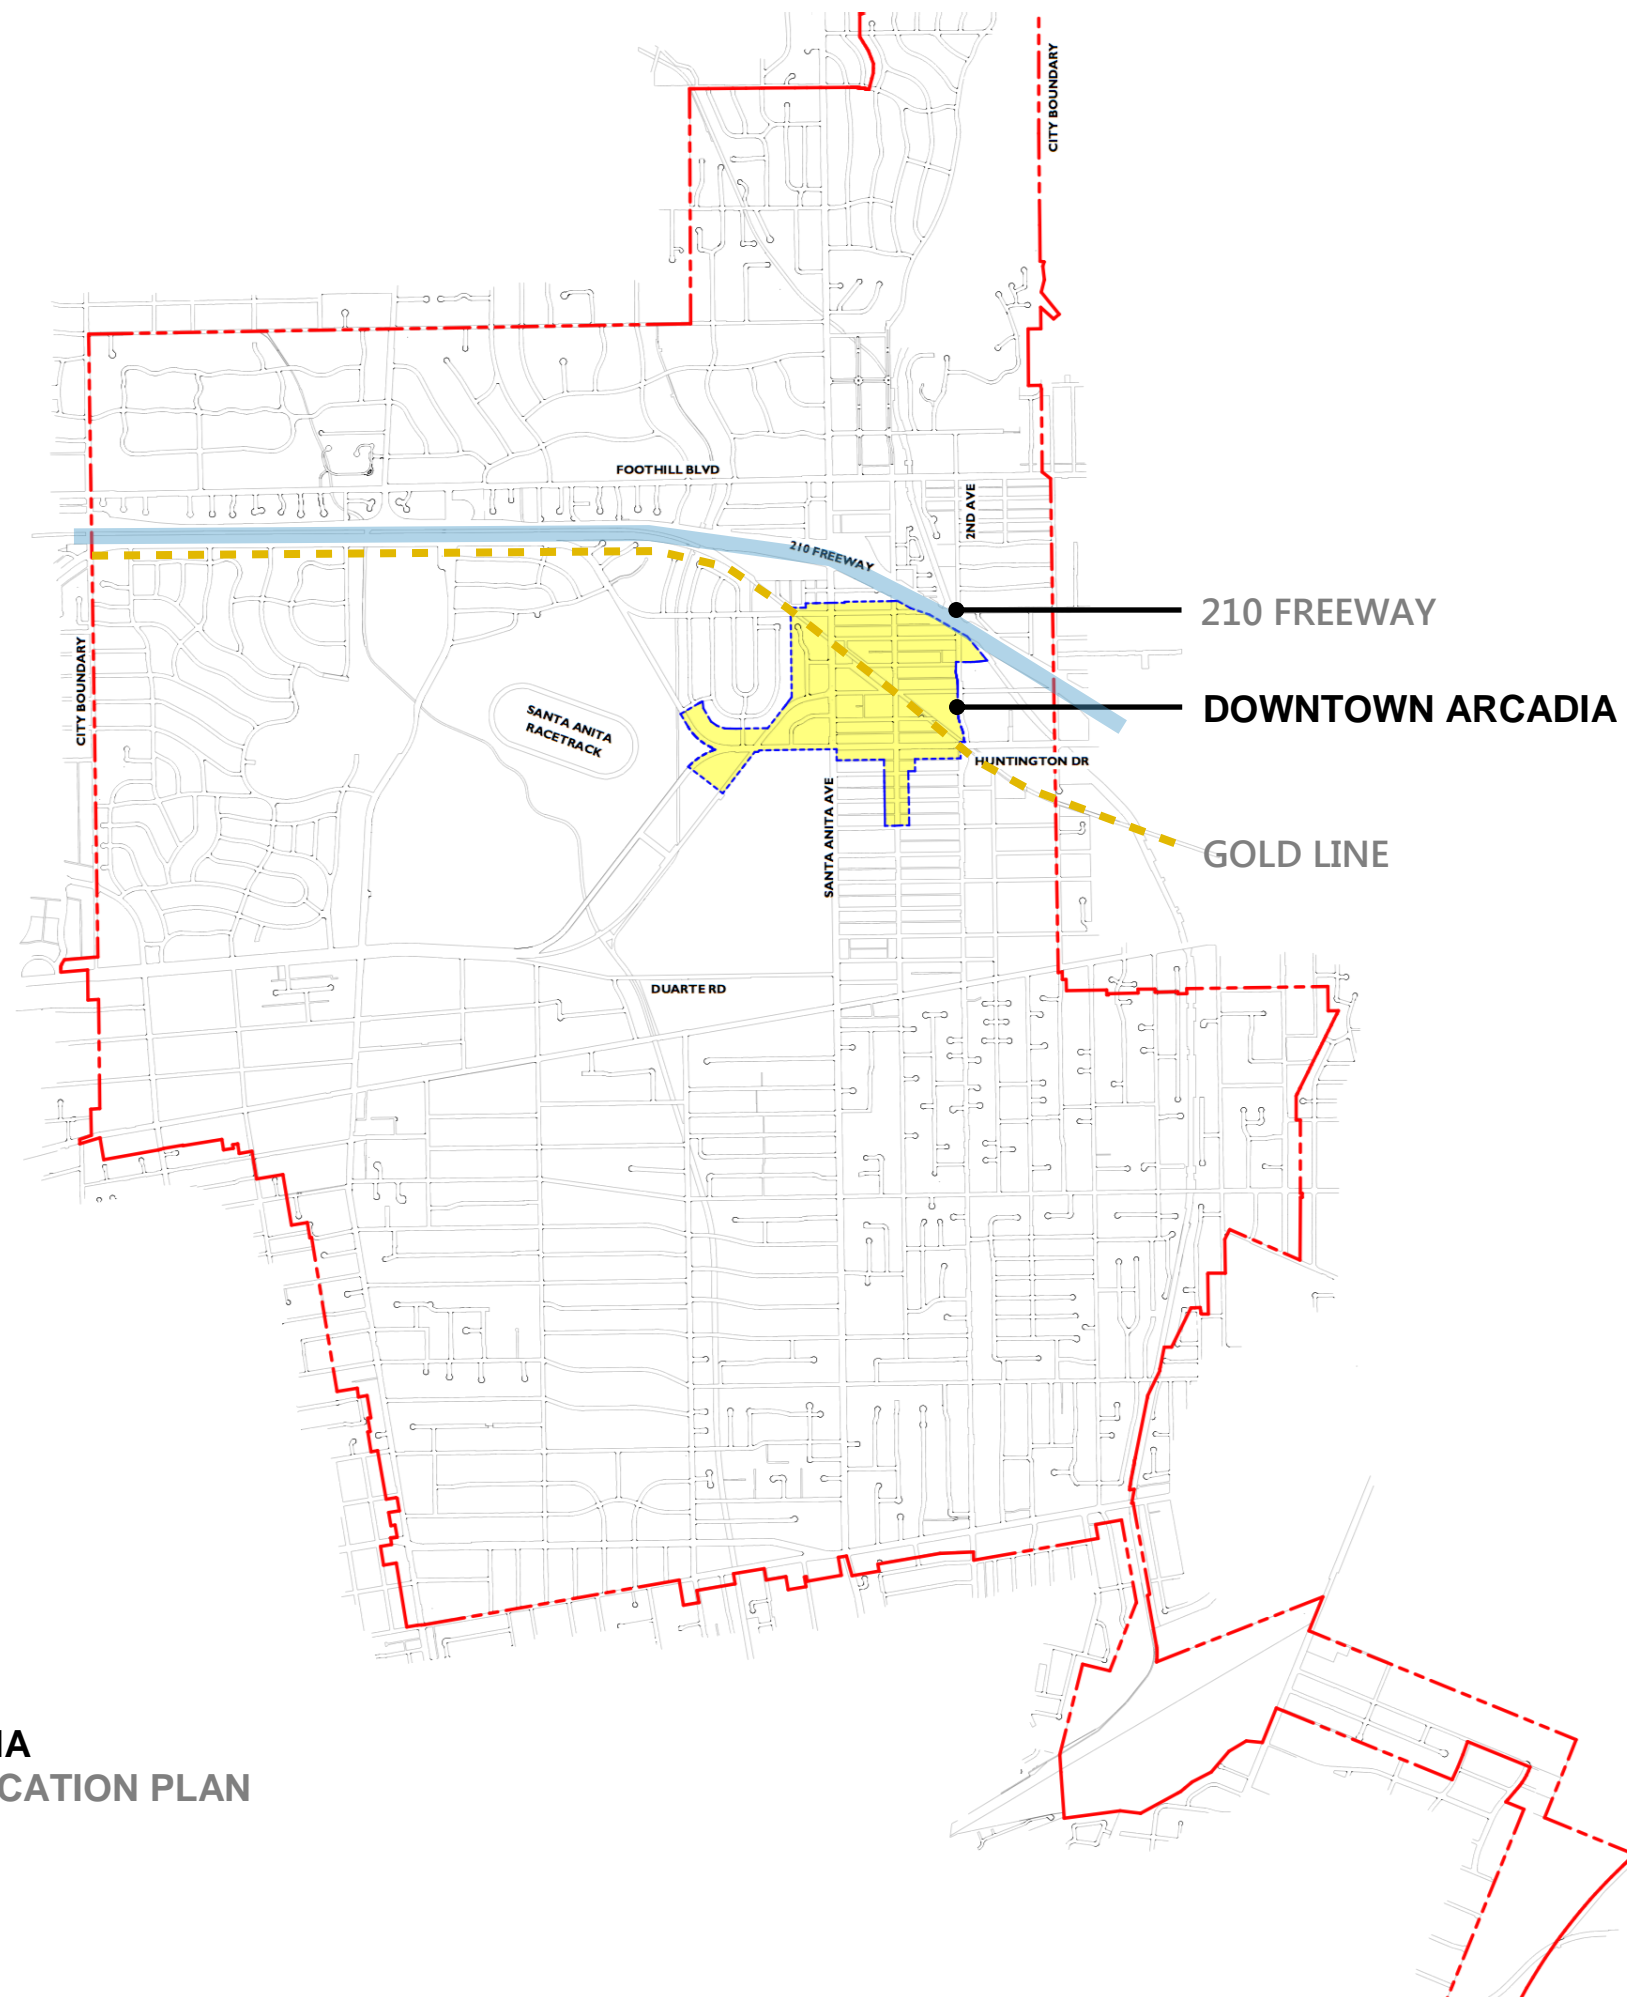 CITY BOUNDARY
FOOTHILL BLVD
2ND AVE
210 FREEWAY
210 FREEWAY
CITY BOUNDARY
SANTA ANITA
RACETRACK
DOWNTOWN ARCADIA
HUNTINGTON DR
SANTA ANITA AVE
GOLD LINE
DUARTE RD
IA
CATION PLAN